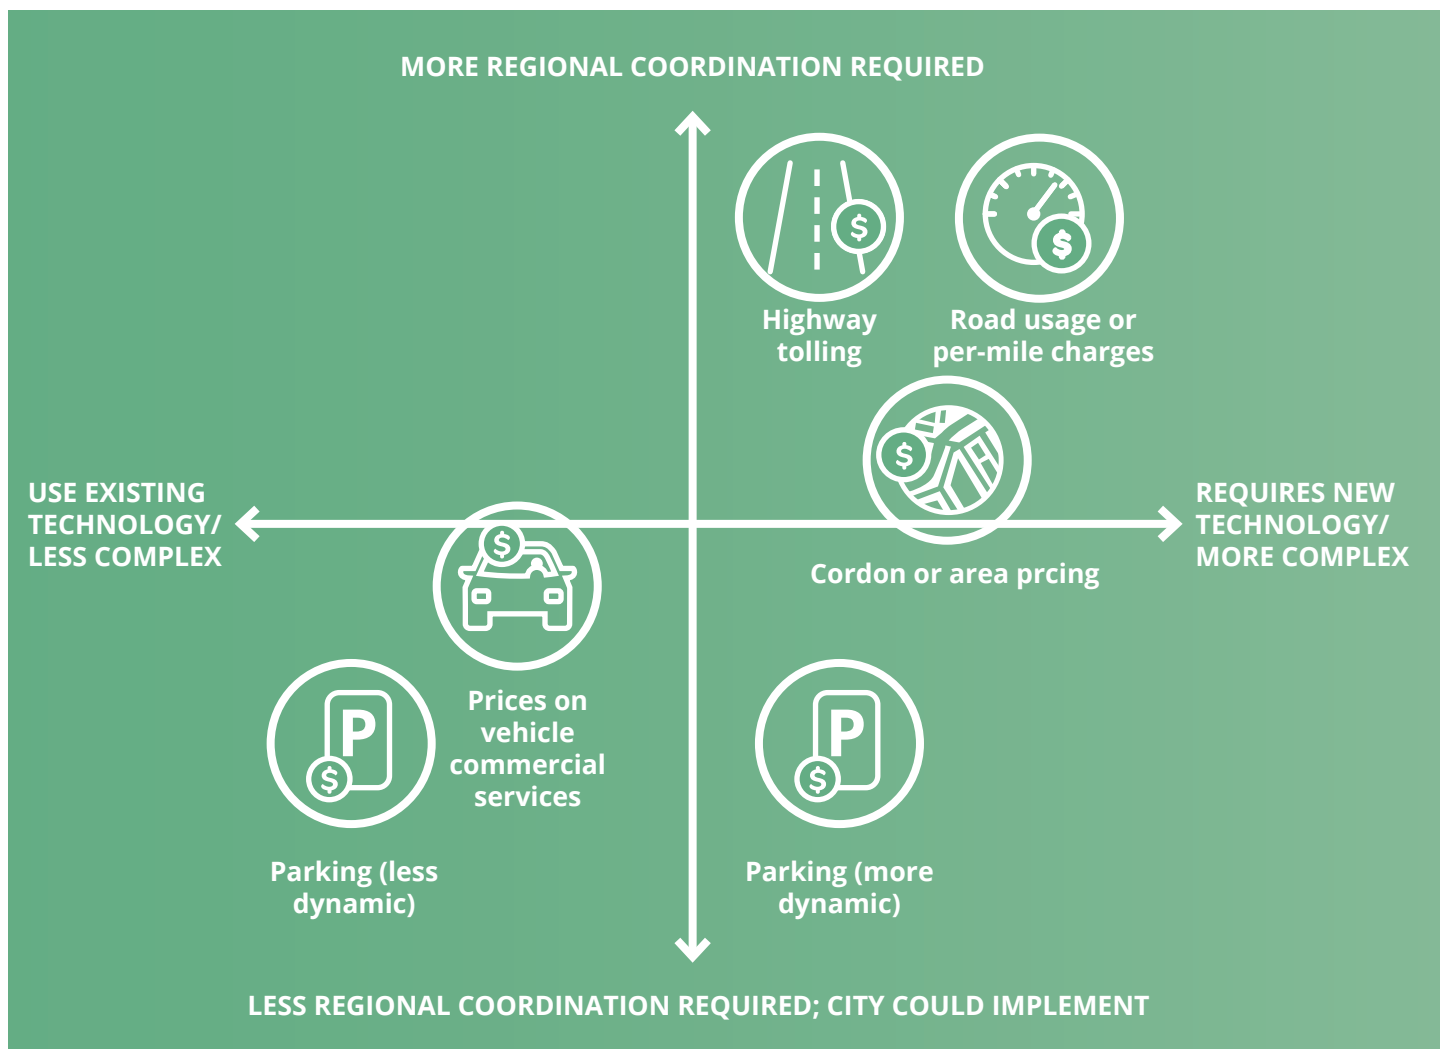 MORE REGIONAL COORDINATION REQUIRED
$
$
Highway
tolling
Road usage or
per-mile charges
$
USE EXISTING
TECHNOLOGY/
LESS COMPLEX
REQUIRES NEW
TECHNOLOGY/
MORE COMPLEX
$
Cordon or area prcing
Prices on
vehicle
commercial
services
P
$
P
$
Parking (less
dynamic)
Parking (more
dynamic)
LESS REGIONAL COORDINATION REQUIRED; CITY COULD IMPLEMENT